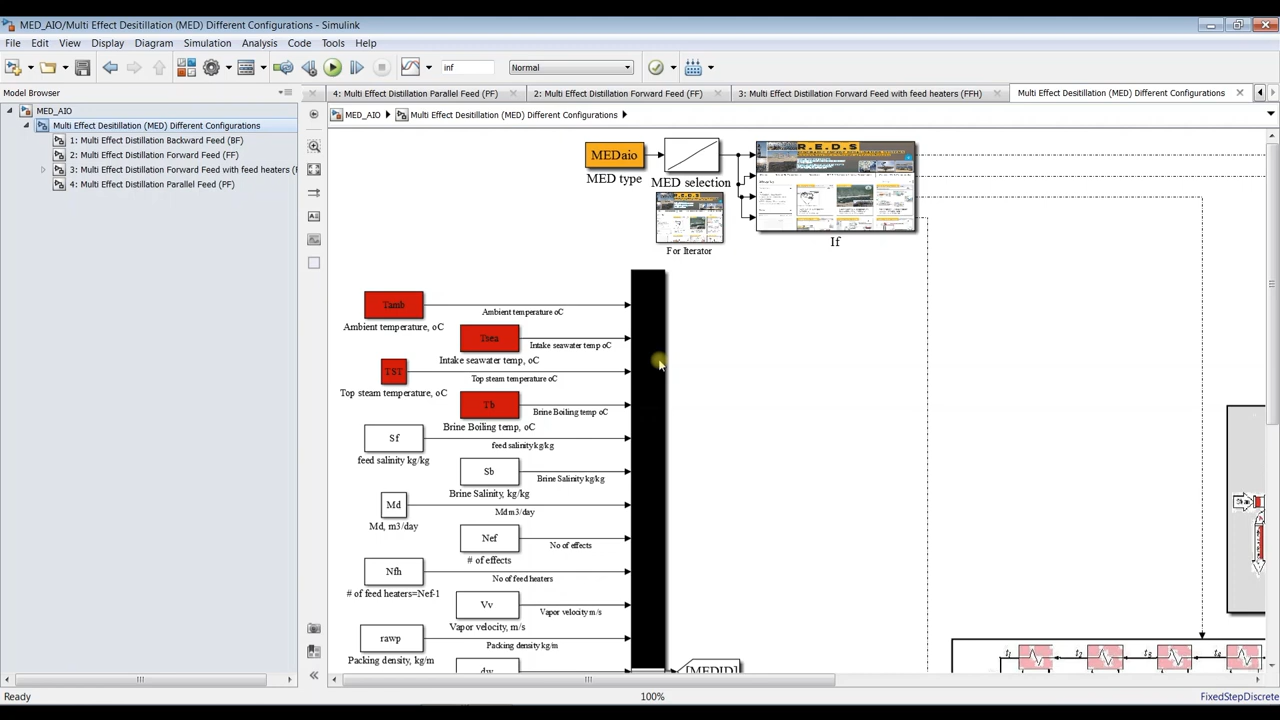 MED_AIO/Multi Effect Desitillation (MED) Different Configurations - Simulink
File Edit View Display Diagram Simulation Analysis Code Tools Help
inf
Normal
Model Browser
4: Multi Effect Distillation Parallel Feed (PF)
2: Multi Effect Distillation Forward Feed (FF)
3: Multi Effect Distillation Forward Feed with feed heaters (FFH)
Multi Effect Desitillation (MED) Different Configurations
MED_AIO
Multi Effect Desitillation (MED) Different Configurations
MED_AIO
Multi Effect Desitillation (MED) Different Configurations
1: Multi Effect Distillation Backward Feed (BF)
2: Multi Effect Distillation Forward Feed (FF)
3: Multi Effect Distillation Forward Feed with feed heaters (
4: Multi Effect Distillation Parallel Feed (PF)
MEDaio
MED type
MED selection
R.E.D.S
For Iterator
If
Tamb
Ambient temperature oC
Ambient temperature, oC
Tsea
Intake seawater temp oC
Intake seawater temp, oC
TST
Top steam temperature oC
Top steam temperature, oC
Tb
Brine Boiling temp oC
Brine Boiling temp, oC
Sf
feed salinity kg/kg
feed salinity kg/kg
Sb
Brine Salinity kg/kg
Brine Salinity, kg/kg
Md
Md m3/day
Md, m3/day
Nef
No of effects
# of effects
Nfh
No of feed heaters
# of feed heaters=Nef-1
Vv
Vapor velocity m/s
Vapor velocity, m/s
rawp
Packing density kg/m
Packing density, kg/m
dw
[MEDID]
Ready
100%
FixedStepDiscrete